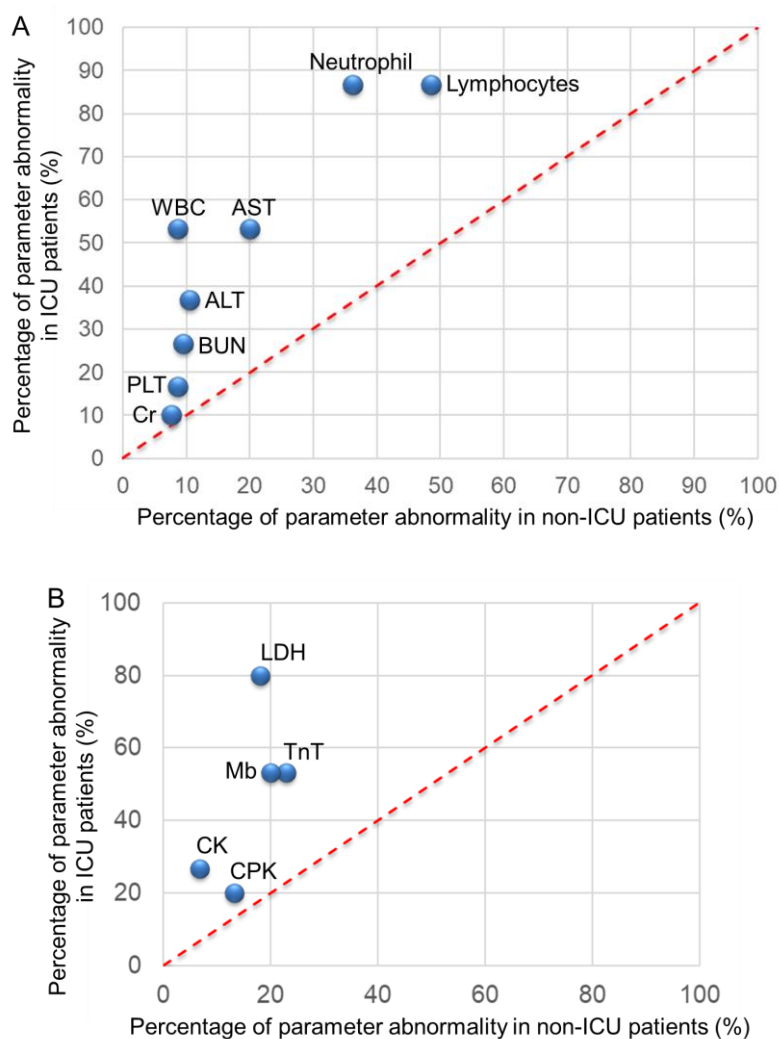 A
Percentage of parameter abnormality
in ICU patients (%)
100
90
80
70
60
50
40
30
20
10
0
Neutrophil
Lymphocytes
WBC
AST
ALT
BUN
PLT
Cr
0 10 20 30 40 50 60 70 80 90 100
Percentage of parameter abnormality in non-ICU patients (%)
B
Percentage of parameter abnormality
in ICU patients (%)
100
80
60
40
20
0
LDH
Mb
TnT
CK
CPK
0 20 40 60 80 100
Percentage of parameter abnormality in non-ICU patients (%)